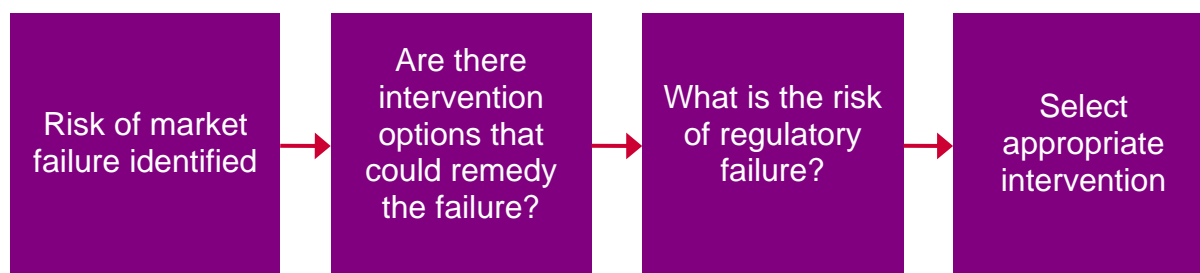 Risk of market
failure identified
Are there
intervention
options that
could remedy
the failure?
What is the risk
of regulatory
failure?
Select
appropriate
intervention